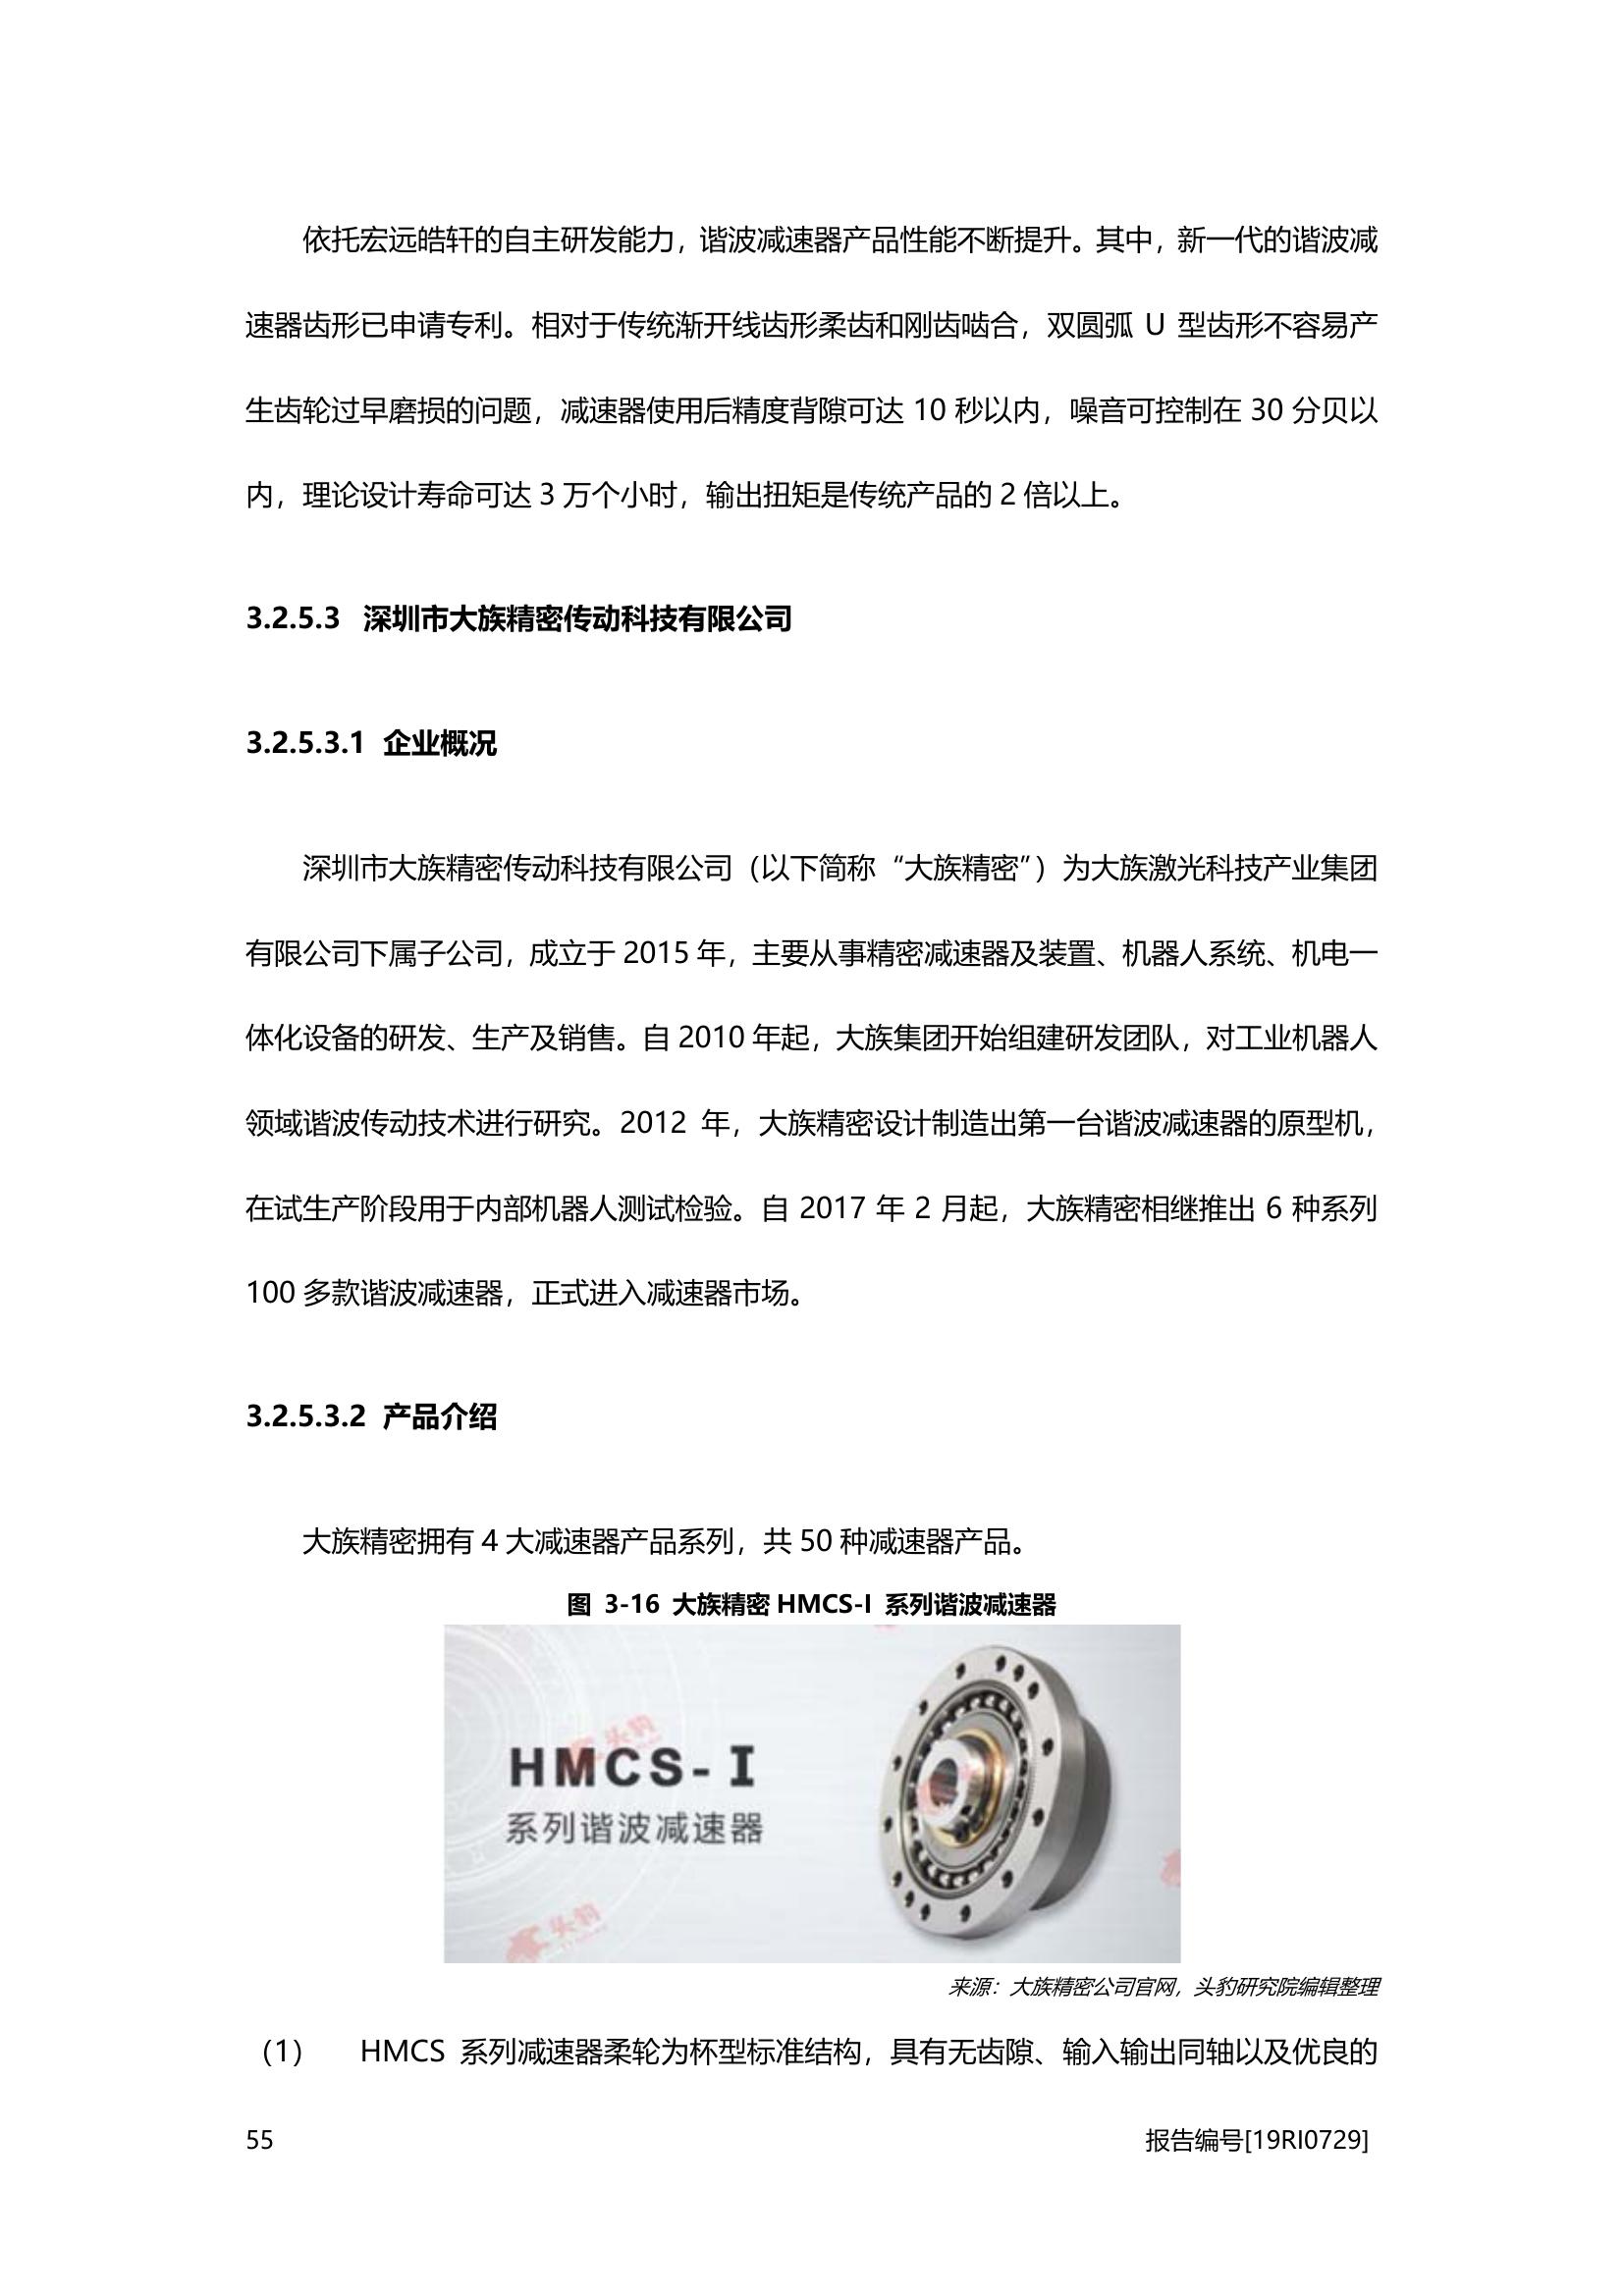 依托宏远皓轩的自主研发能力，谐波减速器产品性能不断提升。其中，新一代的谐波减
速器齿形已申请专利。相对于传统渐开线齿形柔齿和刚齿啮合，双圆弧 U 型齿形不容易产
生齿轮过早磨损的问题，减速器使用后精度背隙可达 10 秒以内，噪音可控制在 30 分贝以
内，理论设计寿命可达 3 万个小时，输出扭矩是传统产品的 2 倍以上。
3.2.5.3 深圳市大族精密传动科技有限公司
3.2.5.3.1 企业概况
深圳市大族精密传动科技有限公司（以下简称“大族精密”）为大族激光科技产业集团
有限公司下属子公司，成立于 2015 年，主要从事精密减速器及装置、机器人系统、机电一
体化设备的研发、生产及销售。自 2010 年起，大族集团开始组建研发团队，对工业机器人
领域谐波传动技术进行研究。2012 年，大族精密设计制造出第一台谐波减速器的原型机，
在试生产阶段用于内部机器人测试检验。自 2017 年 2 月起，大族精密相继推出 6 种系列
100 多款谐波减速器，正式进入减速器市场。
3.2.5.3.2 产品介绍
大族精密拥有 4 大减速器产品系列，共 50 种减速器产品。
图 3-16 大族精密 HMCS-I 系列谐波减速器
头豹
HMCS-I
系列谐波减速器
头豹
来源：大族精密公司官网，头豹研究院编辑整理
（1） HMCS 系列减速器柔轮为杯型标准结构，具有无齿隙、输入输出同轴以及优良的
55 报告编号[19RI0729]